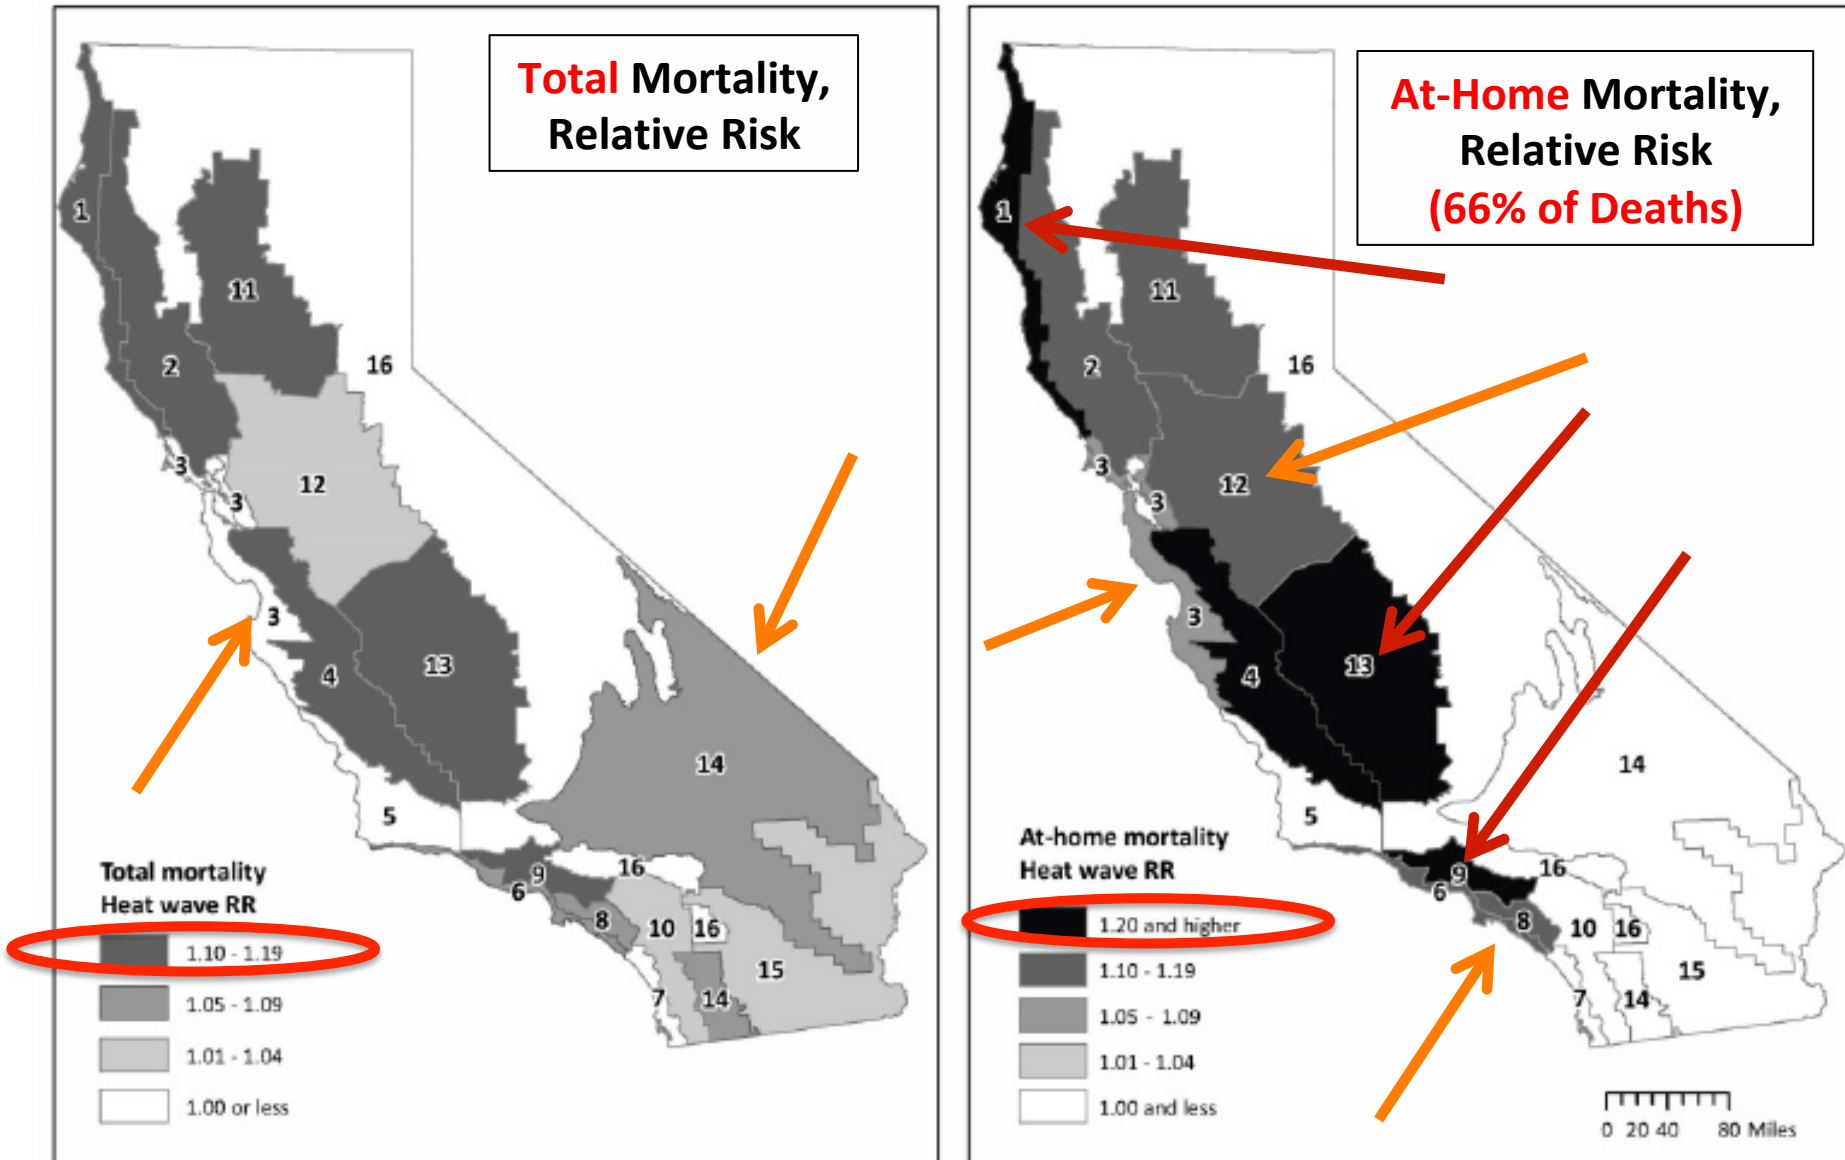 Total Mortality,
Relative Risk
1
11
2
16
3
3
12
3
4
13
14
5
16
9
6
8
10
16
15
7
14
Total mortality
Heat wave RR
1.10 - 1.19
1.05 - 1.09
1.01 - 1.04
1.00 or less
At-Home Mortality,
Relative Risk
(66% of Deaths)
1
11
2
16
3
3
12
3
4
13
14
5
16
9
6
8
10
16
15
7
14
At-home mortality
Heat wave RR
1.20 and higher
1.10 - 1.19
1.05 - 1.09
1.01 - 1.04
1.00 and less
0 20 40 80 Miles